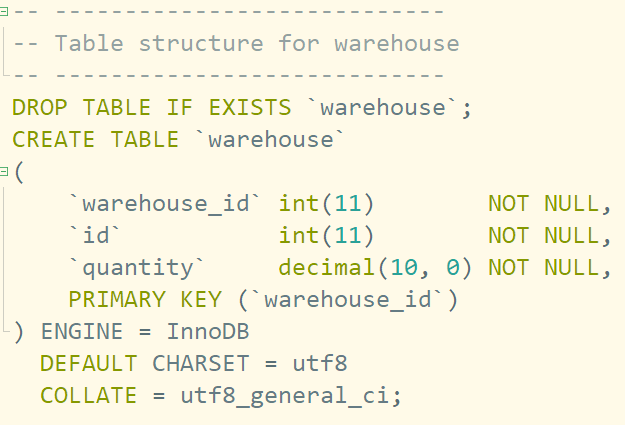 -- ----------------------------
-- Table structure for warehouse
-- ----------------------------
DROP TABLE IF EXISTS `warehouse`;
CREATE TABLE `warehouse`
(
    `warehouse_id` int(11)        NOT NULL,
    `id`           int(11)        NOT NULL,
    `quantity`     decimal(10, 0) NOT NULL,
    PRIMARY KEY (`warehouse_id`)
) ENGINE = InnoDB
  DEFAULT CHARSET = utf8
  COLLATE = utf8_general_ci;